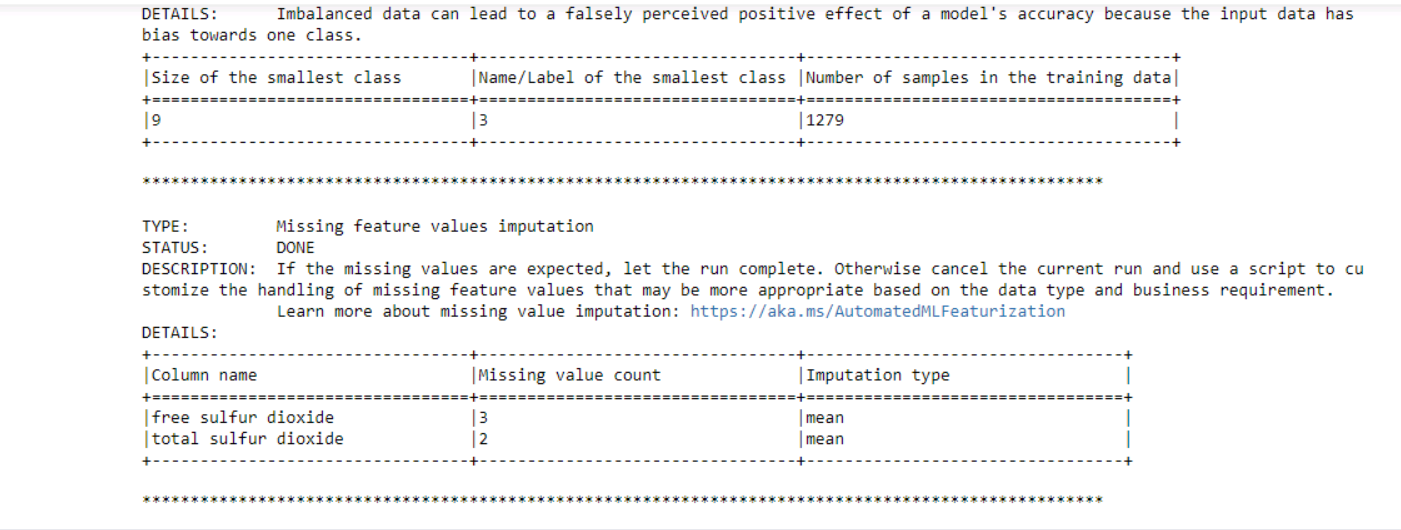 DETAILS:      Imbalanced data can lead to a falsely perceived positive effect of a model's accuracy because the input data has
bias towards one class.
+---------------------------------+---------------------------------+--------------------------------------+
|Size of the smallest class       |Name/Label of the smallest class |Number of samples in the training data|
+=================================+=================================+======================================+
|9                                |3                                |1279                                  |
+---------------------------------+---------------------------------+--------------------------------------+
****************************************************************************************************
TYPE:         Missing feature values imputation
STATUS:       DONE
DESCRIPTION:  If the missing values are expected, let the run complete. Otherwise cancel the current run and use a script to cu
stomize the handling of missing feature values that may be more appropriate based on the data type and business requirement.
              Learn more about missing value imputation: https://aka.ms/AutomatedMLFeaturization
DETAILS:
+---------------------------------+---------------------------------+---------------------------------+
|Column name                      |Missing value count              |Imputation type                  |
+=================================+=================================+=================================+
|free sulfur dioxide              |3                                |mean                             |
|total sulfur dioxide             |2                                |mean                             |
+---------------------------------+---------------------------------+---------------------------------+
****************************************************************************************************